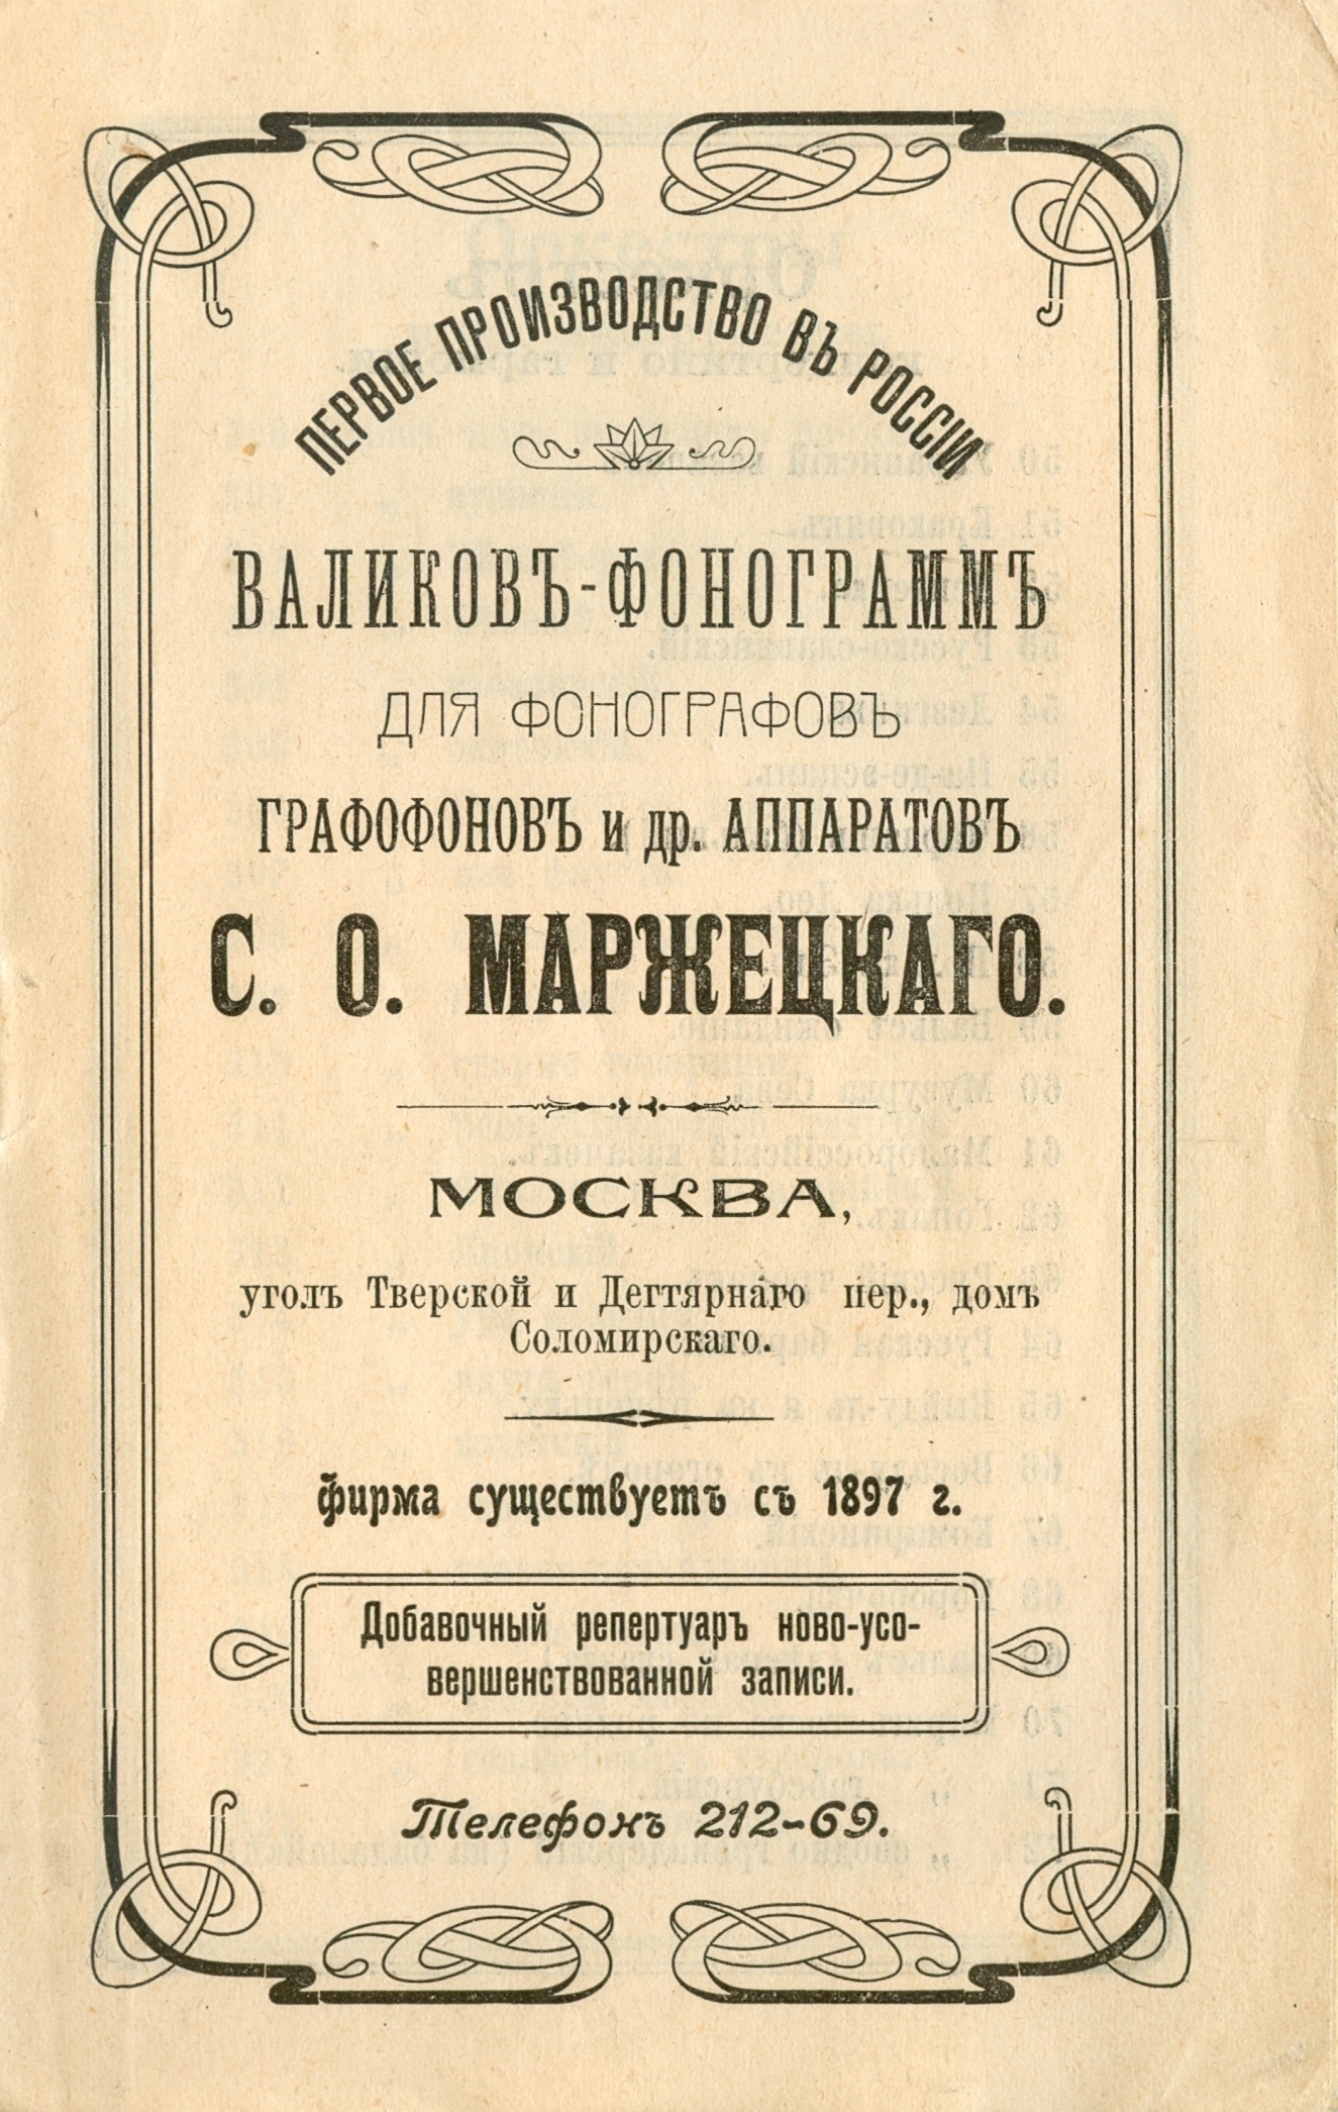 ПЕРВОЕ ПРОИЗВОДСТВО ВЪ РОССІИ
ВАЛИКОВЪ-ФОНОГРАММЪ
ДЛЯ ФОНОГРАФОВЪ
ГРАФОФОНОВЪ и др. АППАРАТОВЪ
С. О. МАРЖЕЦКАГО.
МОСКВА,
уголъ Тверской и Дегтярнаго пер., домъ
Соломирскаго.
Фирма существуетъ съ 1897 г.
Добавочный репертуаръ ново-усо-
вершенствованной записи.
Телефонъ 212-69.